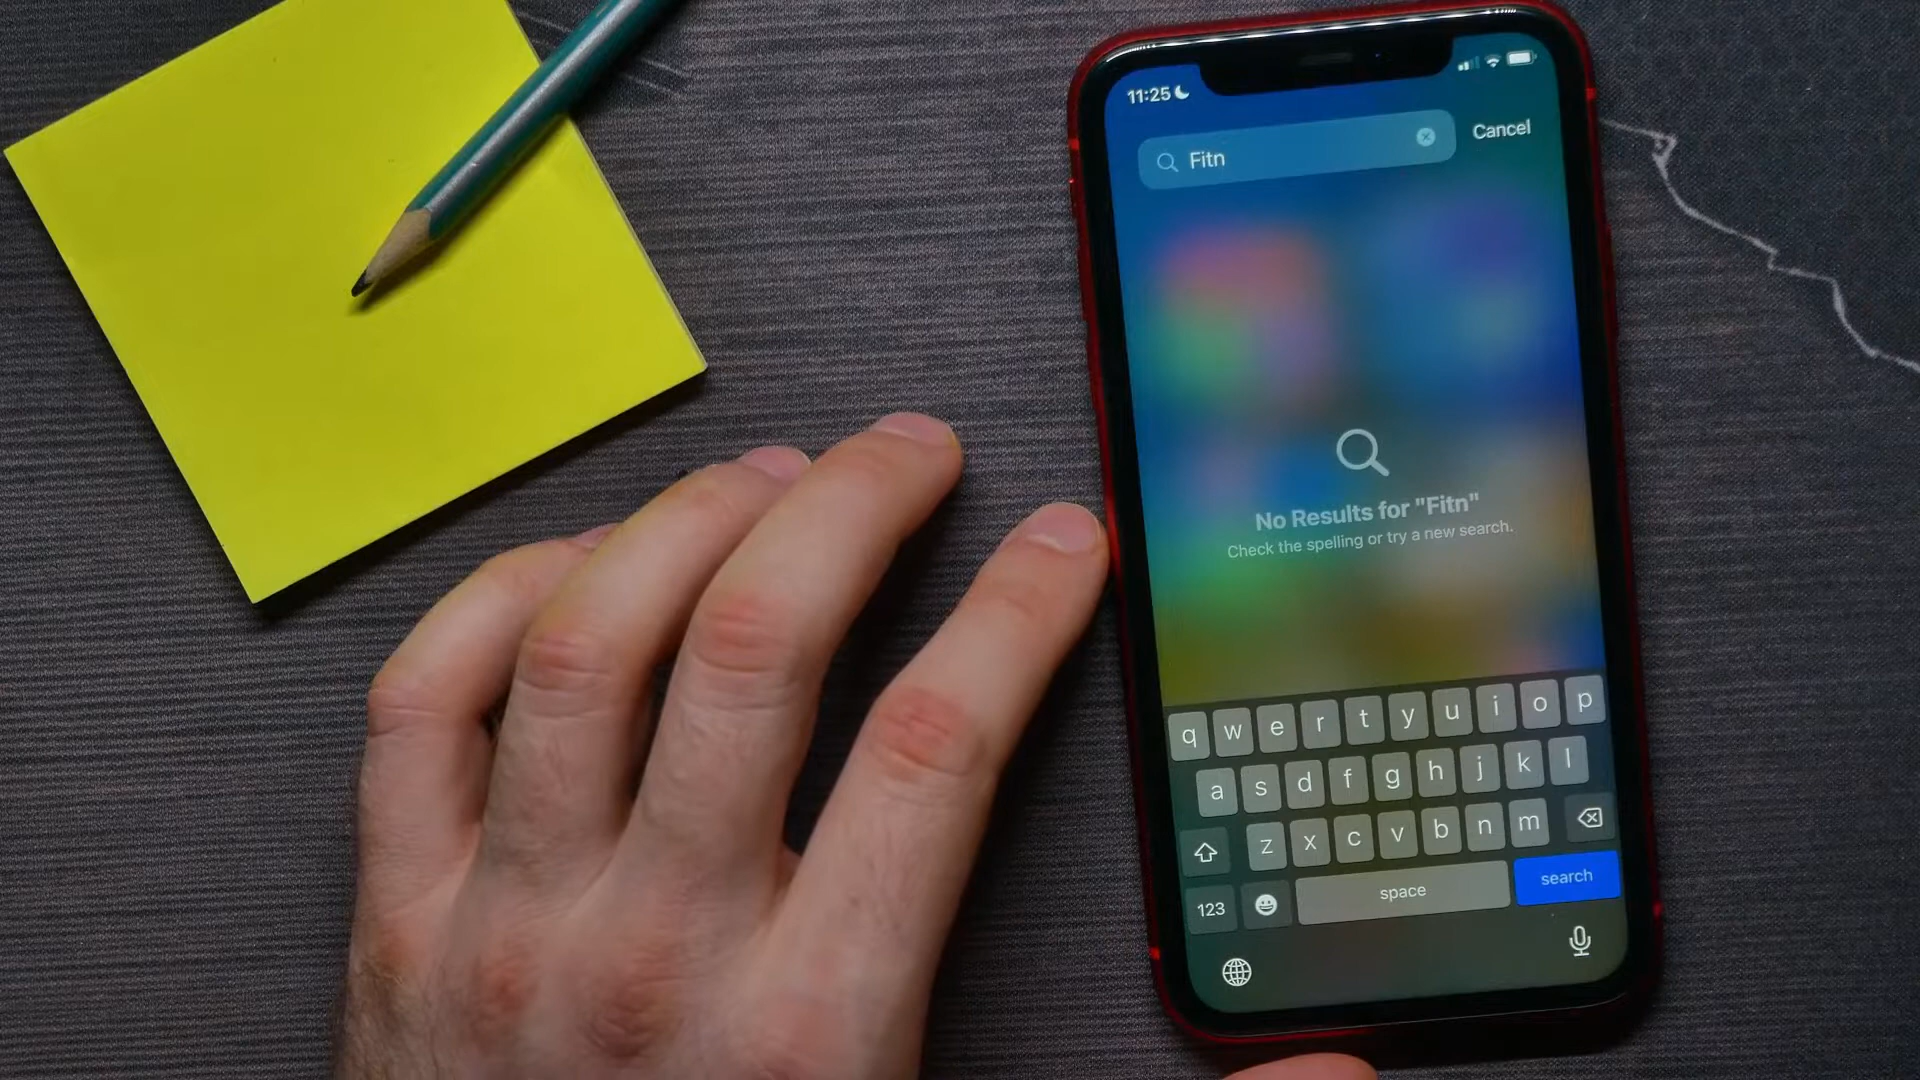 11:25
Fitn
Cancel
No Results for "Fitn"
Check the spelling or try a new search.
q w e r t y u i o p
a s d f g h j k l
z x c v b n m
123 space search